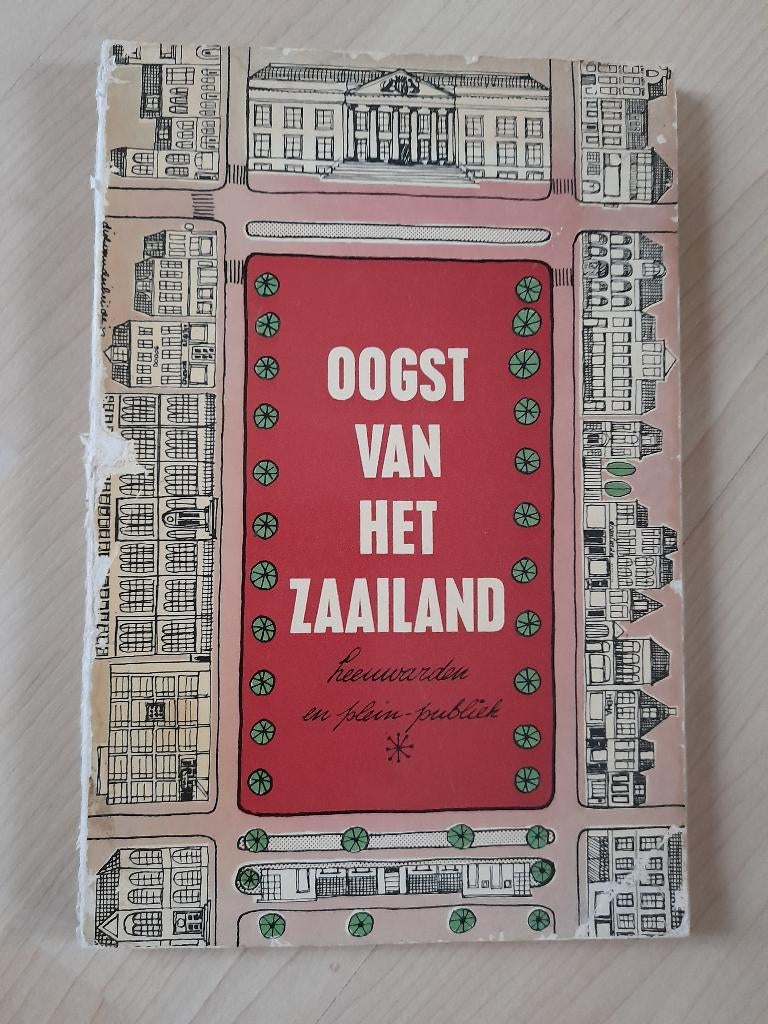 OOGST
VAN
HET
ZAAILAND
Leeuwarden
en plein-publiek